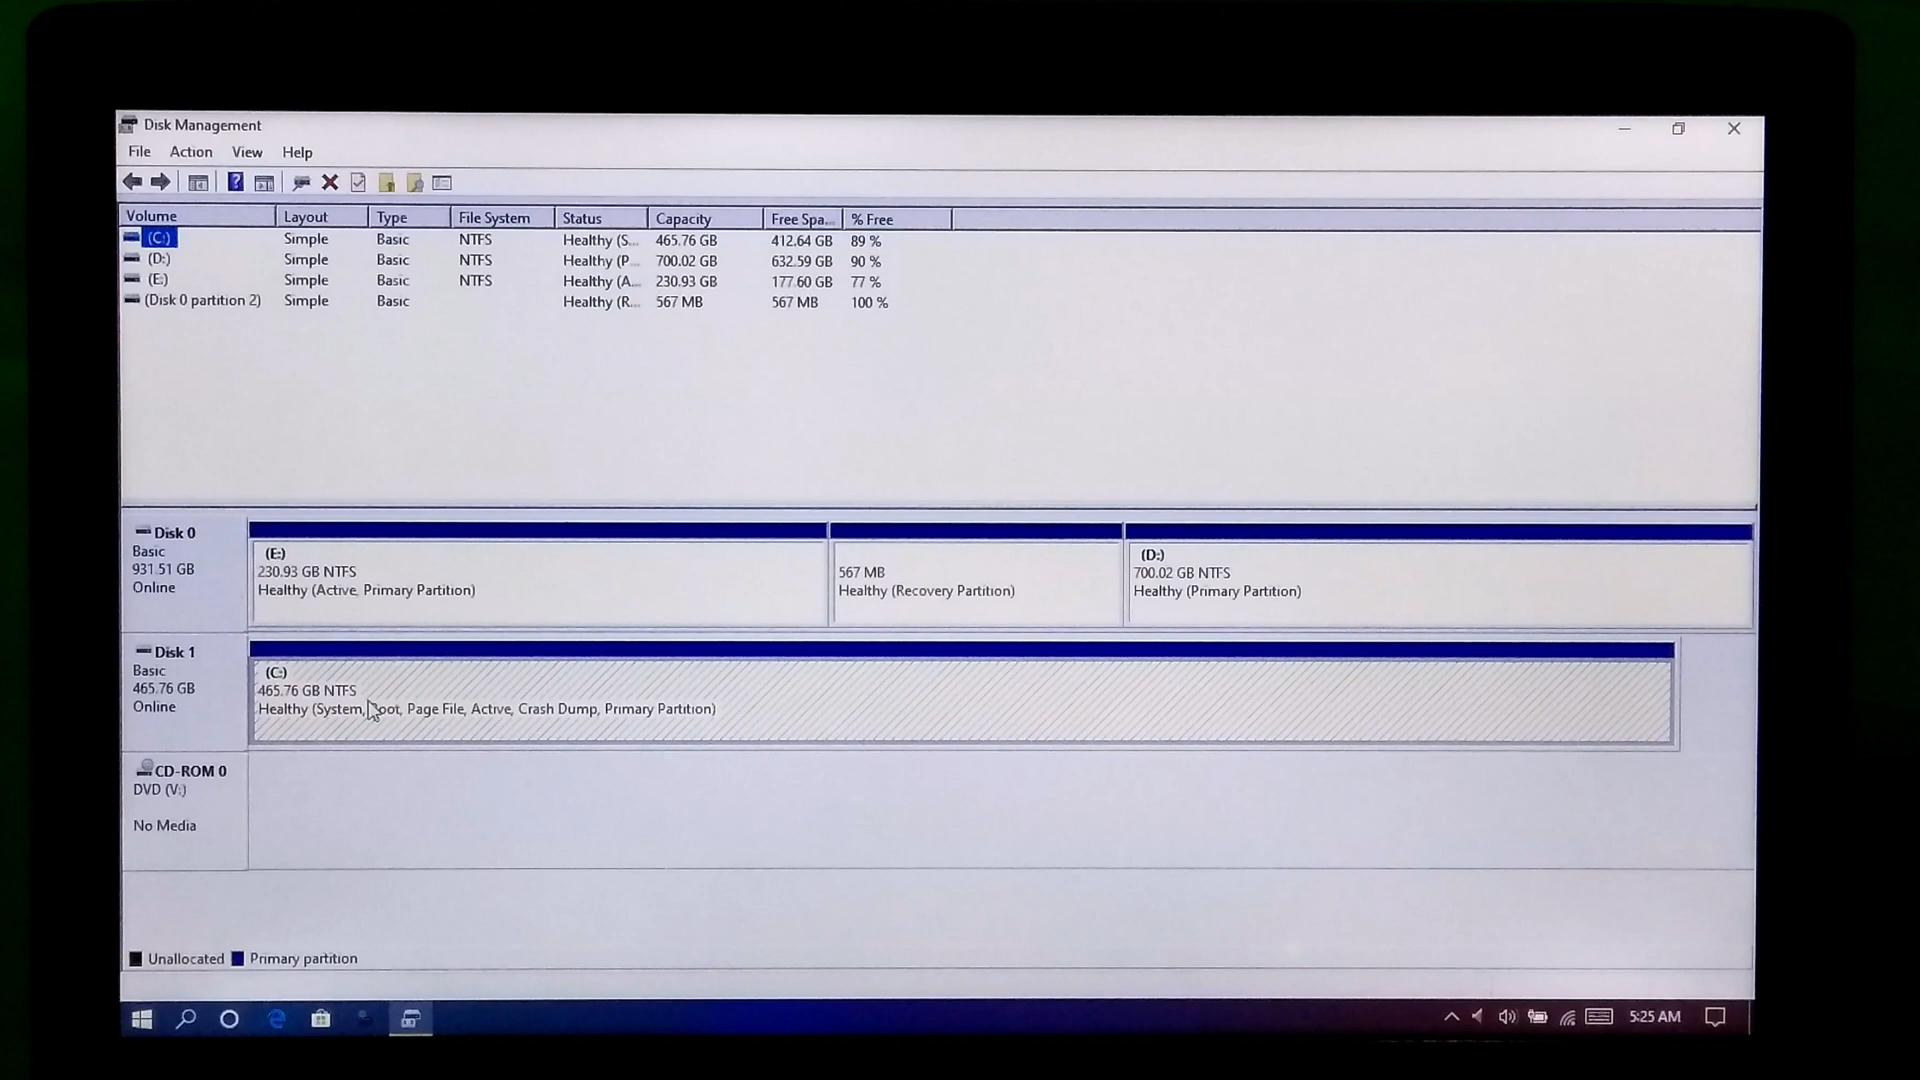 Disk Management
File Action View Help
Volume Layout Type File System Status Capacity Free Spa... % Free
(C:) Simple Basic NTFS Healthy (S... 465.76 GB 412.64 GB 89 %
(D:) Simple Basic NTFS Healthy (P... 700.02 GB 632.59 GB 90 %
(E:) Simple Basic NTFS Healthy (A... 230.93 GB 177.60 GB 77 %
(Disk 0 partition 2) Simple Basic Healthy (R... 567 MB 567 MB 100 %
Disk 0
Basic
931.51 GB
Online
(E:)
230.93 GB NTFS
Healthy (Active, Primary Partition)
567 MB
Healthy (Recovery Partition)
(D:)
700.02 GB NTFS
Healthy (Primary Partition)
Disk 1
Basic
465.76 GB
Online
(C:)
465.76 GB NTFS
Healthy (System, Boot, Page File, Active, Crash Dump, Primary Partition)
CD-ROM 0
DVD (V:)
No Media
Unallocated Primary partition
5:25 AM